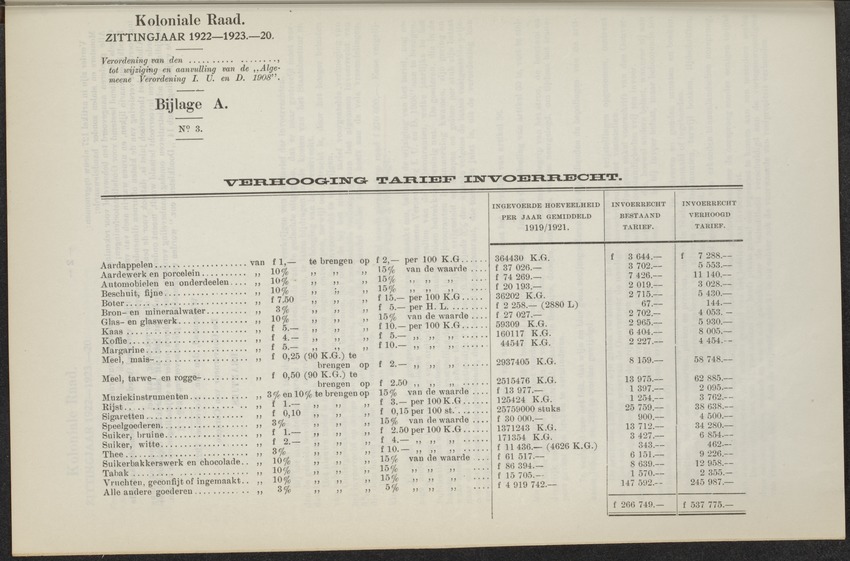 Koloniale Raad.
ZITTINGJAAR 1922—1923.—20.
Verordening van den .......... ........,
tot wijziging en aanvulling van de ,,Alge-
meene Verordening I. U. en D. 1908".
Bijlage A.
No 3.
VERHOOGING TARIEF INVOERRECHT.
INGEVOERDE HOEVEELHEID PER JAAR GEMIDDELD 1919/1921. INVOERRECHT BESTAAND TARIEF. INVOERRECHT VERHOOGD TARIEF.
Aardappelen ................... van f 1,— te brengen op f 2,— per 100 K.G...... 364430 K.G. f 3 644.— f 7 288.—
Aardewerk en porcelein .......... ,, 10% ,, ,, ,, 15% van de waarde .... f 37 026.— 3 702.— 5 553.—
Automobielen en onderdeelen .... ,, 10% ,, ,, ,, 15% ,, ,, ,, .... f 74 269.— 7 426.— 11 140.—
Beschuit, fijne .................. ,, 10% ,, ,, ,, 15% ,, ,, ,, .... f 20 193.— 2 019.— 3 028.—
Boter ......................... ,, f 7,50 ,, ,, ,, f 15.— per 100 K.G ..... 36202 K.G. 2 715.— 5 430.—
Bron- en mineraalwater .......... ,, 3% ,, ,, ,, f 5.— per H. L. ....... f 2 258.— (2880 L) 67.— 144.—
Glas- en glaswerk ............... ,, 10% ,, ,, ,, 15% van de waarde .... f 27 027.— 2 702.— 4 053.—
Kaas ......................... ,, f 5.— ,, ,, ,, f 10.— per 100 K.G ..... 59309 K.G. 2 965.— 5 930.—
Koffie ........................ ,, f 4.— ,, ,, ,, f 5.— ,, ,, ,, ...... 160117 K.G. 6 404.— 8 005.—
Margarine ..................... ,, f 5.— ,, ,, ,, f 10.— ,, ,, ,, ...... 44547 K.G. 2 227.— 4 454.—
Meel, mais- .................... ,, f 0,25 (90 K.G.) te
brengen op f 2.— ,, ,, ,, ...... 2937405 K.G. 8 159.— 58 748.—
Meel, tarwe- en rogge- .......... ,, f 0,50 (90 K.G.) te
brengen op f 2.50 ,, ,, ,, ...... 2515476 K.G. 13 975.— 62 885.—
Muziekinstrumenten ............ ,, 3% en 10% te brengen op 15% van de waarde .... f 13 977.— 1 397.— 2 095.—
Rijst ......................... ,, f 1.— ,, ,, ,, f 3.— per 100 K.G ..... 125424 K.G. 1 254.— 3 762.—
Sigaretten ..................... ,, f 0,10 ,, ,, ,, f 0,15 per 100 st. ...... 25759000 stuks 25 759.— 38 638.—
Speelgoederen .................. ,, 3% ,, ,, ,, 15% van de waarde .... f 30 000.— 900.— 4 500.—
Suiker, bruine .................. ,, f 1.— ,, ,, ,, f 2.50 per 100 K.G ..... 1371243 K.G. 13 712.— 34 280.—
Suiker, witte ................... ,, f 2.— ,, ,, ,, f 4.— ,, ,, ,, ...... 171354 K.G. 3 427.— 6 854.—
Thee ......................... ,, 3% ,, ,, ,, f 10.— ,, ,, ,, ...... f 11 436.— (4626 K.G.) 343.— 462.—
Suikerbakkerswerk en chocolade .. ,, 10% ,, ,, ,, 15% van de waarde .... f 61 517.— 6 151.— 9 226.—
Tabak ........................ ,, 10% ,, ,, ,, 15% ,, ,, ,, .... f 86 394.— 8 639.— 12 958.—
Vruchten, geconfijt of ingemaakt .. ,, 10% ,, ,, ,, 15% ,, ,, ,, .... f 15 705.— 1 570.— 2 355.—
Alle andere goederen ............ ,, 3% ,, ,, ,, 5% ,, ,, ,, .... f 4 919 742.— 147 592.— 245 987.—
f 266 749.— f 537 775.—